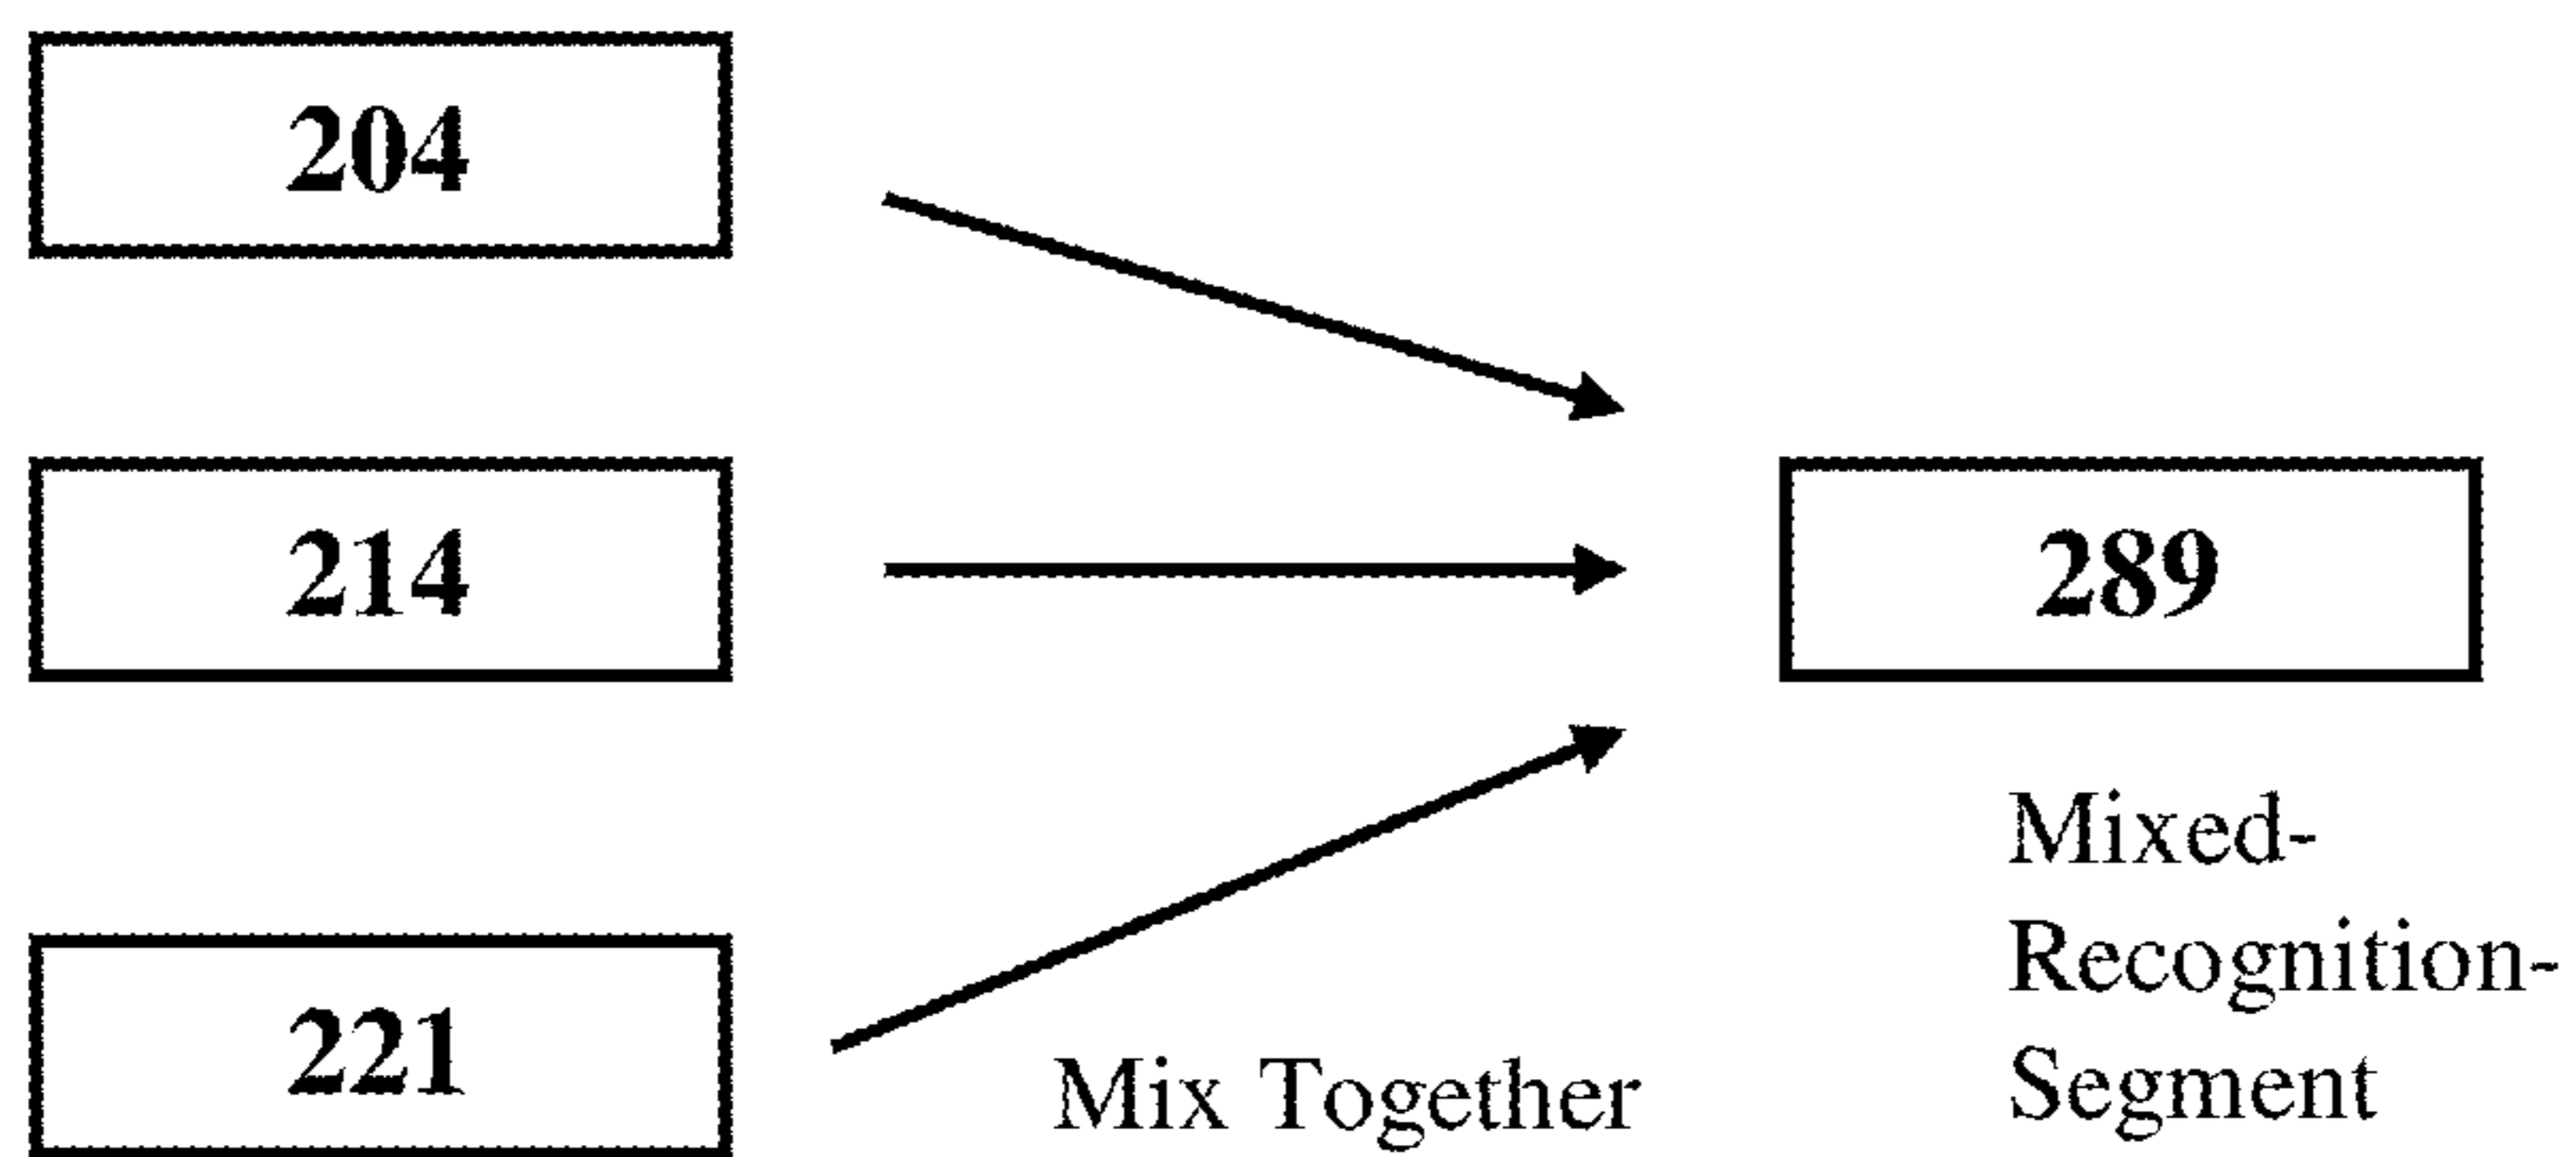 204
214
289
221
Mix Together
Mixed-
Recognition-
Segment